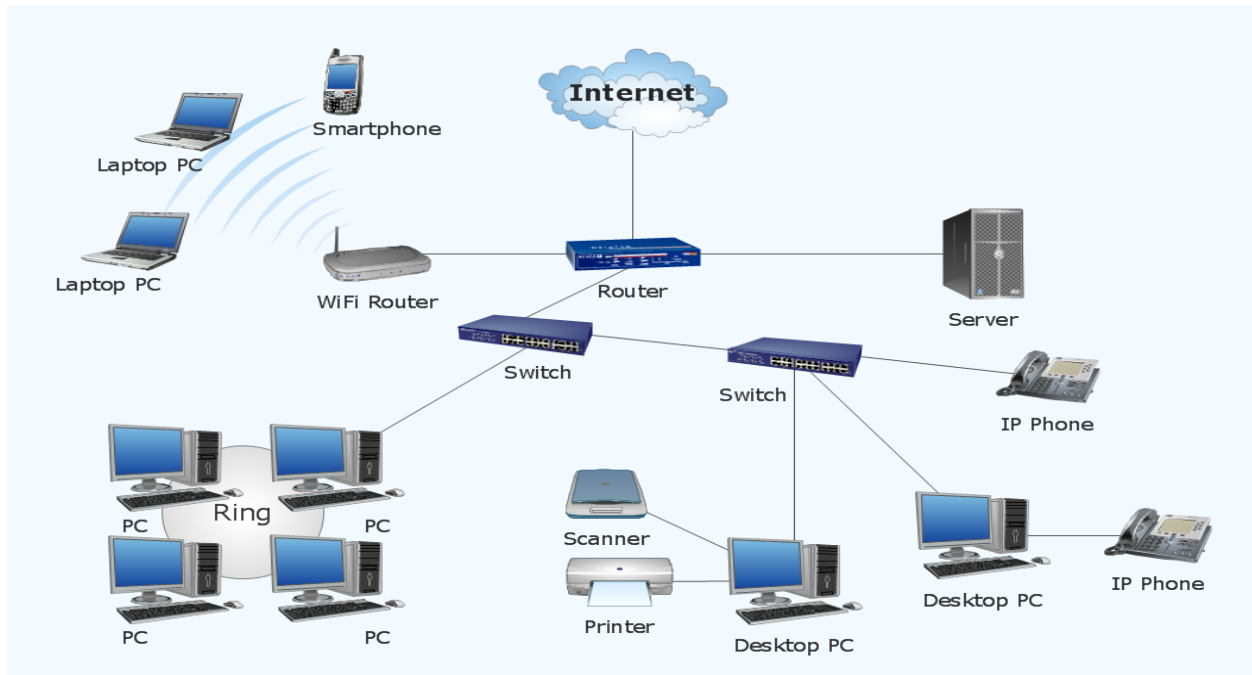 Internet
Smartphone
Laptop PC
Laptop PC
WiFi Router
Router
Server
Switch
Switch
IP Phone
Ring
PC
PC
PC
PC
Scanner
Printer
Desktop PC
Desktop PC
IP Phone